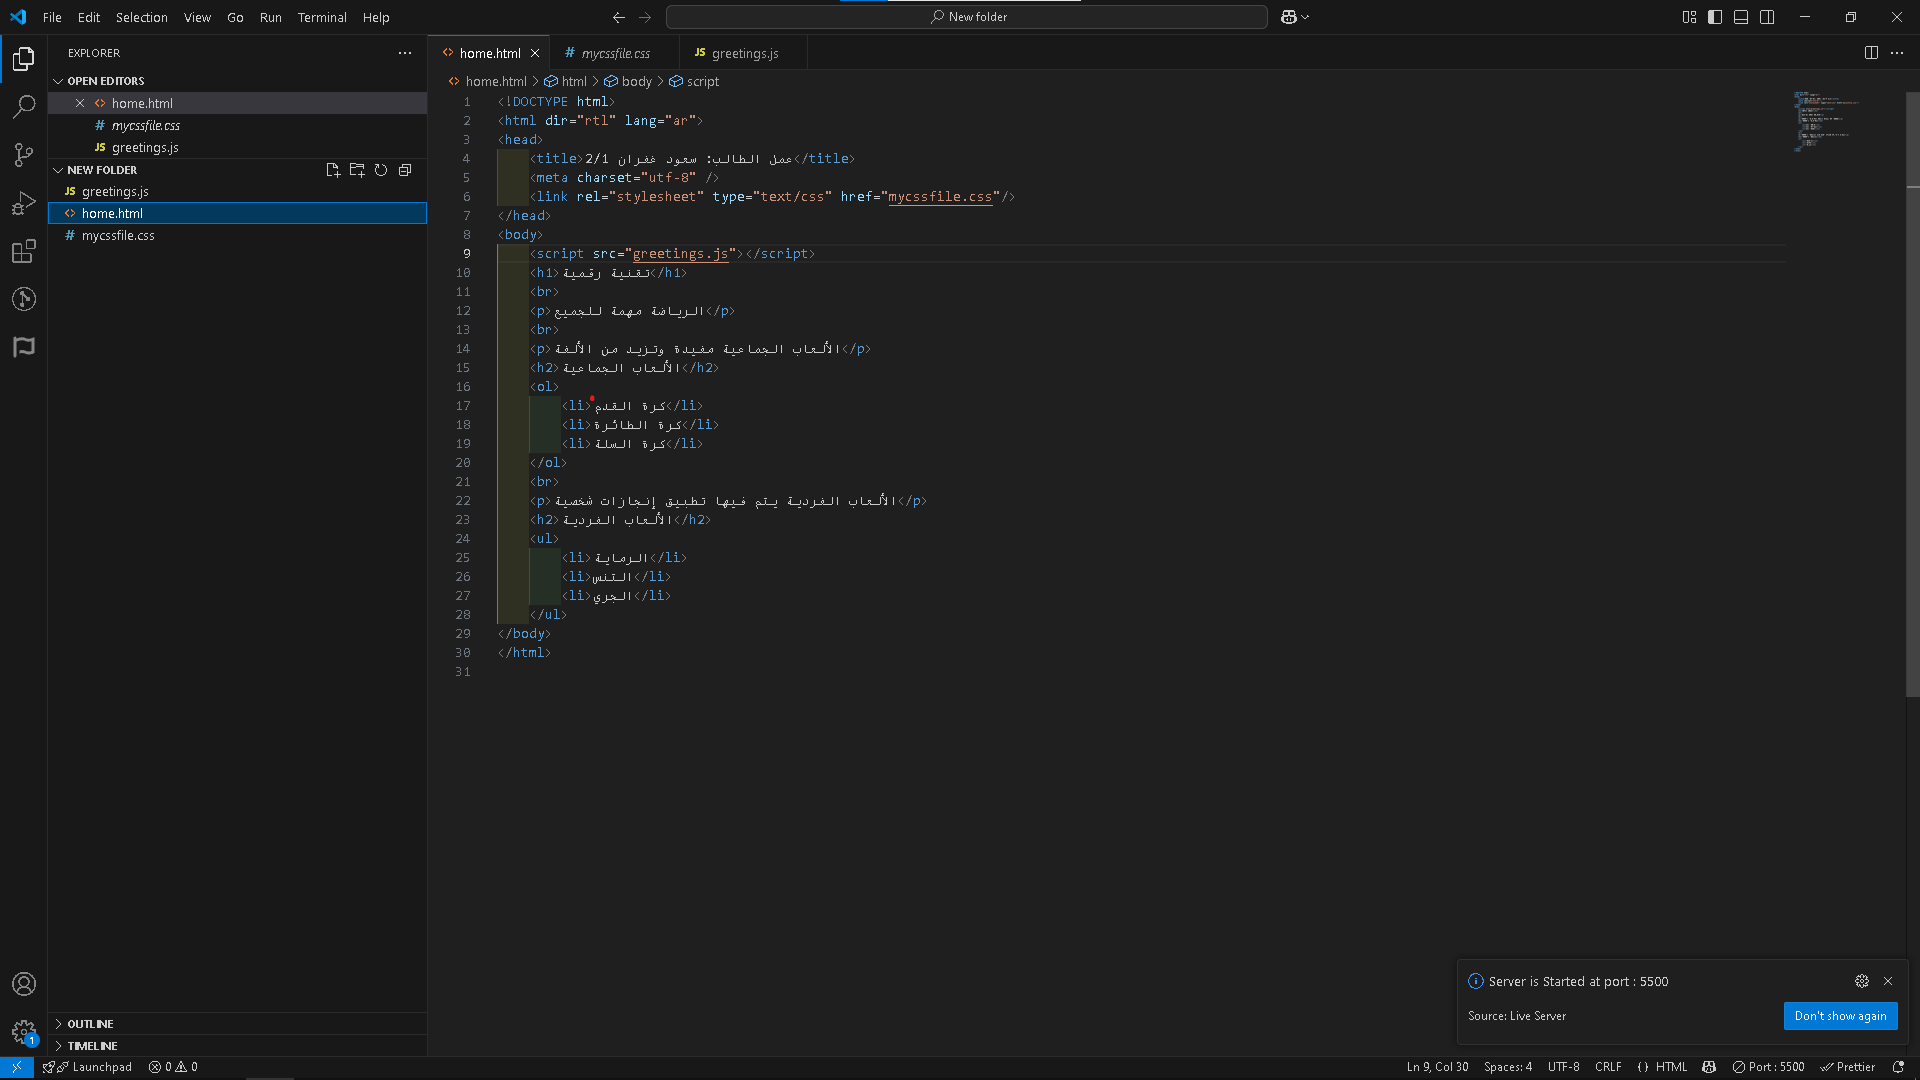 File Edit Selection View Go Run Terminal Help
New folder
EXPLORER
OPEN EDITORS
home.html
# mycssfile.css
JS greetings.js
NEW FOLDER
JS greetings.js
home.html
# mycssfile.css
OUTLINE
TIMELINE
home.html
# mycssfile.css
JS greetings.js
home.html > html > body > script
1 <!DOCTYPE html>
2 <html dir="rtl" lang="ar">
3 <head>
4 <title>عمل الطالب: سعود غفران 2/1</title>
5 <meta charset="utf-8" />
6 <link rel="stylesheet" type="text/css" href="mycssfile.css"/>
7 </head>
8 <body>
9 <script src="greetings.js"></script>
10 <h1>تقنية رقمية</h1>
11 <br>
12 <p>الرياضة مهمة للجميع</p>
13 <br>
14 <p>الألعاب الجماعية مفيدة وتزيد من الألفة</p>
15 <h2>الألعاب الجماعية</h2>
16 <ol>
17 <li>كرة القدم</li>
18 <li>كرة الطائرة</li>
19 <li>كرة السلة</li>
20 </ol>
21 <br>
22 <p>الألعاب الفردية يتم فيها تطبيق إنجازات شخصية</p>
23 <h2>الألعاب الفردية</h2>
24 <ul>
25 <li>الرماية</li>
26 <li>التنس</li>
27 <li>الجري</li>
28 </ul>
29 </body>
30 </html>
31
Server is Started at port : 5500
Source: Live Server
Don't show again
1
Launchpad 0 0
Ln 9, Col 30 Spaces: 4 UTF-8 CRLF {} HTML Port : 5500 Prettier